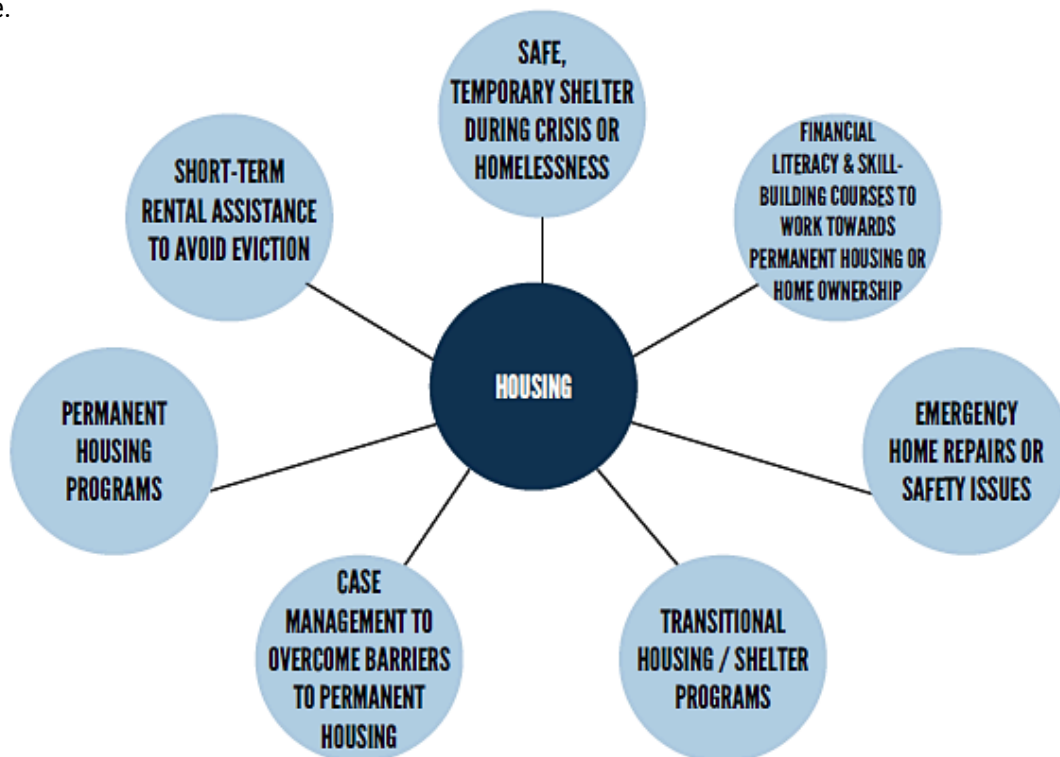 e.
SAFE,
TEMPORARY SHELTER
DURING CRISIS OR
HOMELESSNESS
FINANCIAL
LITERACY & SKILL-
BUILDING COURSES TO
WORK TOWARDS
PERMANENT HOUSING OR
HOME OWNERSHIP
SHORT-TERM
RENTAL ASSISTANCE
TO AVOID EVICTION
HOUSING
PERMANENT
HOUSING
PROGRAMS
EMERGENCY
HOME REPAIRS OR
SAFETY ISSUES
CASE
MANAGEMENT TO
OVERCOME BARRIERS
TO PERMANENT
HOUSING
TRANSITIONAL
HOUSING / SHELTER
PROGRAMS